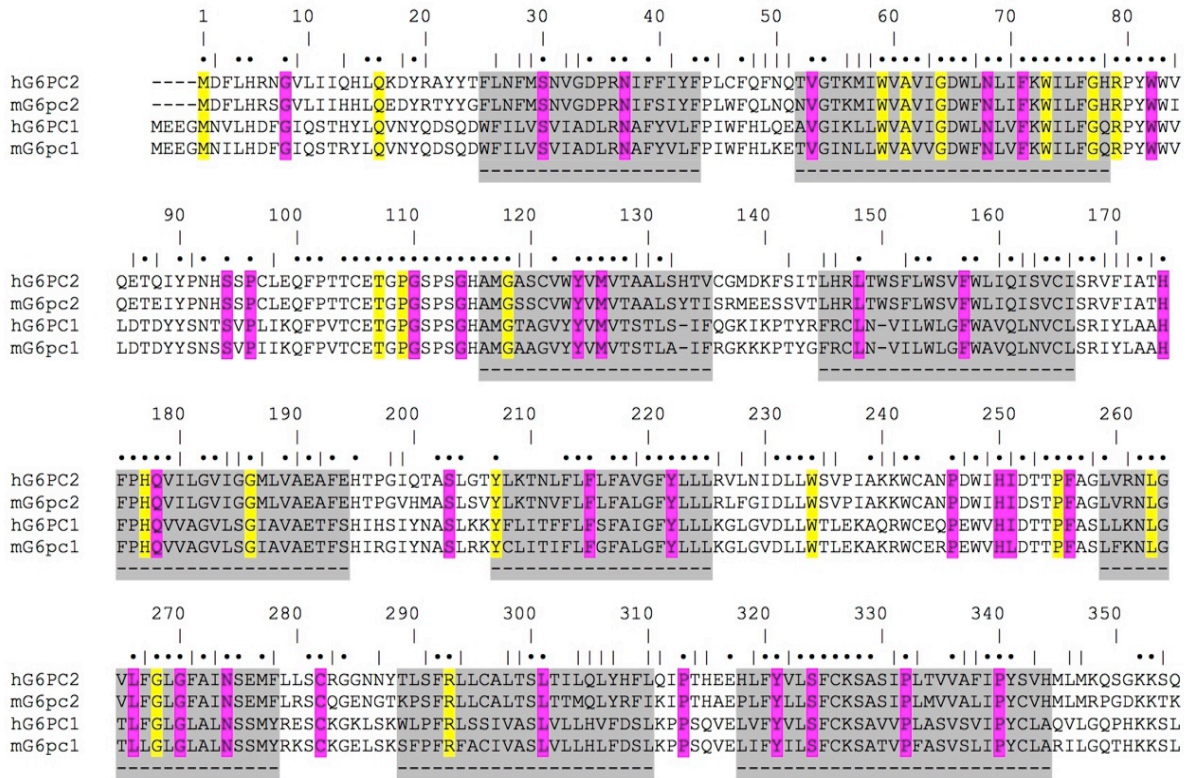 1 10 20 30 40 50 60 70 80
hG6PC2 ----MDFLHRNGVLIIQHLQKDYRAYYTFLNFMSNVGDPRNIFFIYFPLCFQFNQTVGTKMIWVAVIGDWLNLIFKWILFGHRPYWWV
mG6pc2 ----MDFLHRSGVLIIHHLQEDYRTYYGFLNFMSNVGDPRNIFSIYFPLWFQLNQNVGTKMIWVAVIGDWFNLIFKWILFGHRPYWWI
hG6PC1 MEEGMNVLHDFGIQSTHYLQVNYQDSQDWFILVSVIADLRNAFYVLFPIWFHLQEAVGIKLLWVAVIGDWLNLVFKWILFGQRPYWWV
mG6pc1 MEEGMNILHDFGIQSTRYLQVNYQDSQDWFILVSVIADLRNAFYVLFPIWFHLKETVGINLLWVAVVGDWFNLVFKWILFGQRPYWWV
90 100 110 120 130 140 150 160 170
hG6PC2 QETQIYPNHSSPCLEQFPTTCETGPGSPSGHAMGASCVWYVMVTAALSHTVCGMDKFSITLHRLTWSFLWSVFWLIQISVCISRVFIATH
mG6pc2 QETEIYPNHSSPCLEQFPTTCETGPGSPSGHAMGSSCVWYVMVTAALSYTISRMEESSVTLHRLTWSFLWSVFWLIQISVCISRVFIATH
hG6PC1 LDTDYYSNTSVPLIKQFPVTCETGPGSPSGHAMGTAGVYYVMVTSTLS-IFQGKIKPTYRFRCLN-VILWLGFWAVQLNVCLSRIYLAAH
mG6pc1 LDTDYYSNSSVPIIKQFPVTCETGPGSPSGHAMGAAGVYYVMVTSTLA-IFRGKKKPTYGFRCLN-VILWLGFWAVQLNVCLSRIYLAAH
180 190 200 210 220 230 240 250 260
hG6PC2 FPHQVILGVIGGMLVAEAFEHTPGIQTASLGTYLKTNLFLFLFAVGFYLLLRVLNIDLLWSVPIAKKWCANPDWIHIDTTPFAGLVRNLG
mG6pc2 FPHQVILGVIGGMLVAEAFEHTPGVHMASLSVYLKTNVFLFLFALGFYLLLRLFGIDLLWSVPIAKKWCANPDWIHIDSTPFAGLVRNLG
hG6PC1 FPHQVVAGVLSGIAVAETFSHIHSIYNASLKKYFLITFFLFSFAIGFYLLLKGLGVDLLWTLEKAQRWCEQPEWVHIDTTPFASLLKNLG
mG6pc1 FPHQVVAGVLSGIAVAETFSHIRGIYNASLRKYCLITIFLFGFALGFYLLLKGLGVDLLWTLEKAKRWCERPEWVHLDTTPFASLFKNLG
270 280 290 300 310 320 330 340 350
hG6PC2 VLFGLGFAINSEMFLLSCRGGNNYTLSFRLLCALTSLTILQLYHFLQIPTHEEHLFYVLSFCKSASIPLTVVAFIPYSVHMLMKQSGKKSQ
mG6pc2 VLFGLGFAINSEMFLRSCQGENGTKPSFRLLCALTSLTTMQLYRFIKIPTHAEPLFYLLSFCKSASIPLMVVALIPYCVHMLMRPGDKKTK
hG6PC1 TLFGLGLALNSSMYRESCKGKLSKWLPFRLSSIVASLVLLHVFDSLKPPSQVELVFYVLSFCKSAVVPLASVSVIPYCLAQVLGQPHKKSL
mG6pc1 TLLGLGLALNSSMYRKSCKGELSKSFPFRFACIVASLVLLHLFDSLKPPSQVELIFYILSFCKSATVPFASVSLIPYCLARILGQTHKKSL